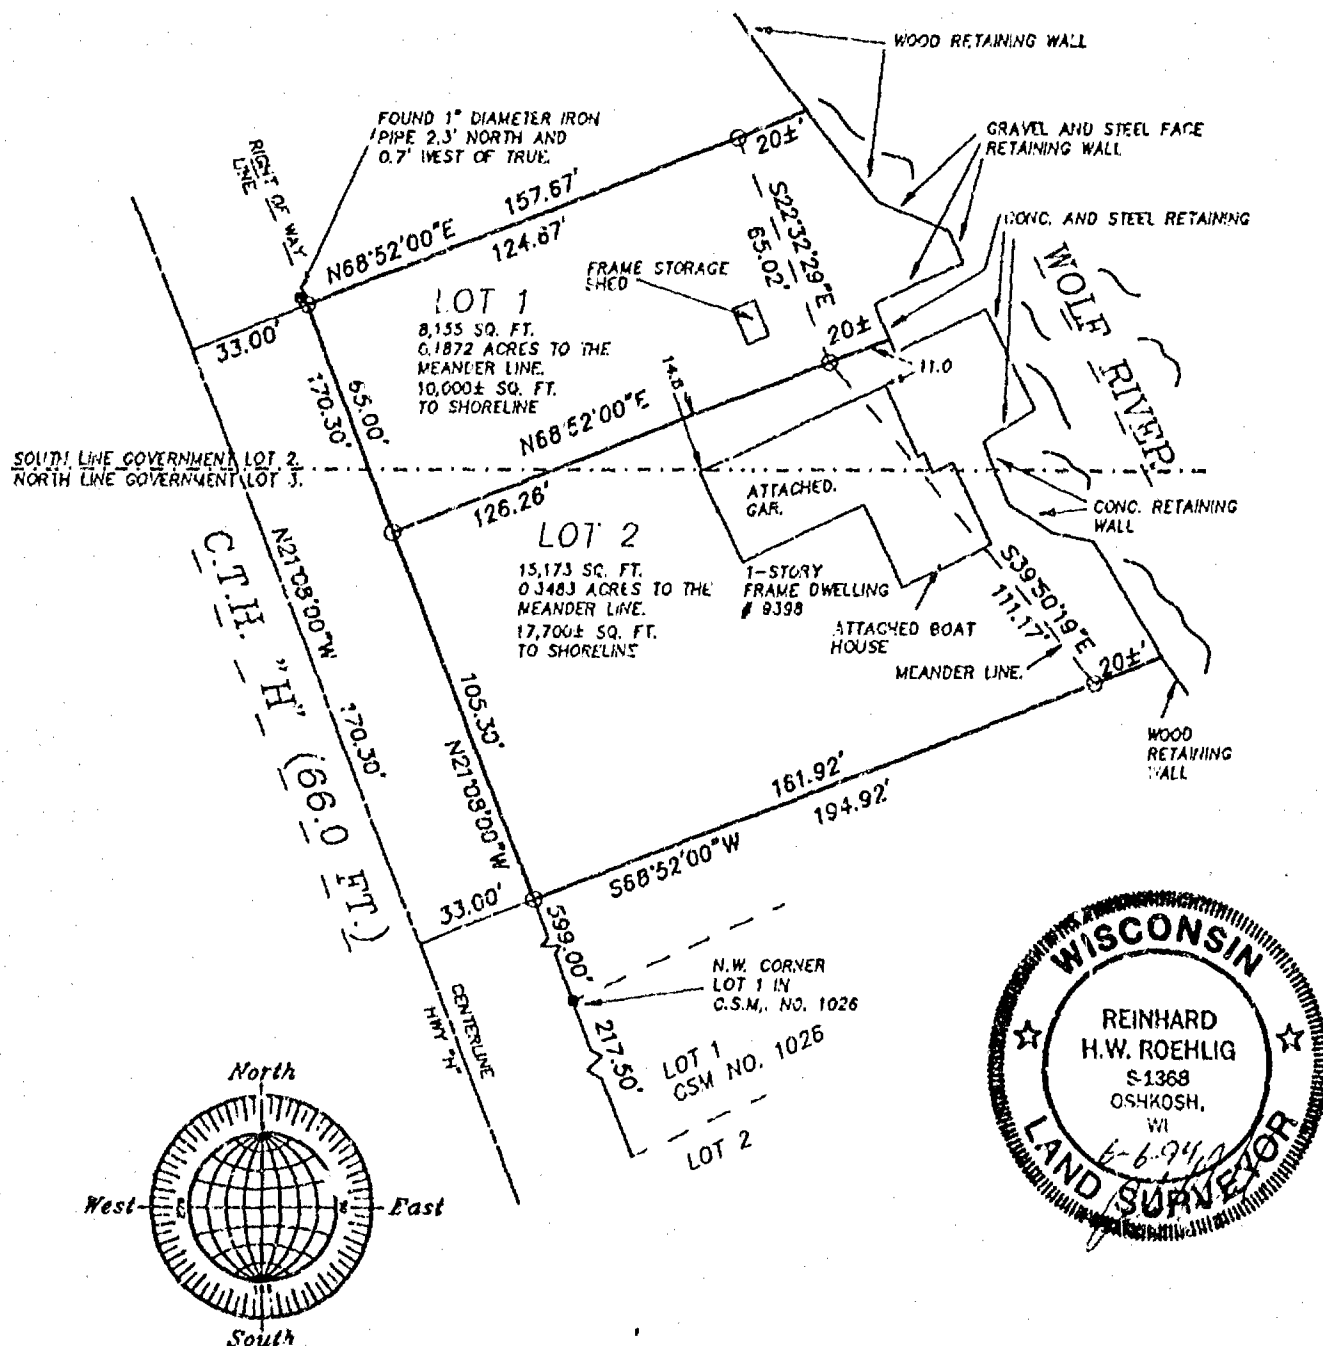 WOOD RETAINING WALL
FOUND 1" DIAMETER IRON
PIPE 2.3' NORTH AND
0.7' WEST OF TRUE.
GRAVEL AND STEEL FACE
RETAINING WALL
RIGHT OF WAY
LINE
20±'
157.67'
N68°52'00"E
124.67'
S22°32'29"E
65.02'
CONC. AND STEEL RETAINING
WOLF RIVER
FRAME STORAGE
SHED
LOT 1
8,155 SQ. FT.
0.1872 ACRES TO THE
MEANDER LINE.
10,000± SQ. FT.
TO SHORELINE
33.00'
65.00'
170.30'
20±
11.0
14.8
N68°52'00"E
126.26'
SOUTH LINE GOVERNMENT LOT 2.
NORTH LINE GOVERNMENT LOT 3.
ATTACHED.
GAR.
CONC. RETAINING
WALL
LOT 2
15,173 SQ. FT.
0.3483 ACRES TO THE
MEANDER LINE.
17,700± SQ. FT.
TO SHORELINE
1-STORY
FRAME DWELLING
# 9398
ATTACHED BOAT
HOUSE
MEANDER LINE.
S39°50'19"E
111.17'
20±'
WOOD
RETAINING
WALL
C.T.H. "H" (66.0 FT.)
N21°08'00"W
170.30'
105.30'
N21°08'00"W
161.92'
194.92'
S68°52'00"W
33.00'
599.00'
N.W. CORNER
LOT 1 IN
C.S.M,. NO. 1026
CENTERLINE
HWY "H"
217.50'
LOT 1
CSM NO. 1026
LOT 2
North
West
East
South
WISCONSIN
REINHARD
H.W. ROEHLIG
S-1368
OSHKOSH,
WI
LAND SURVEYOR